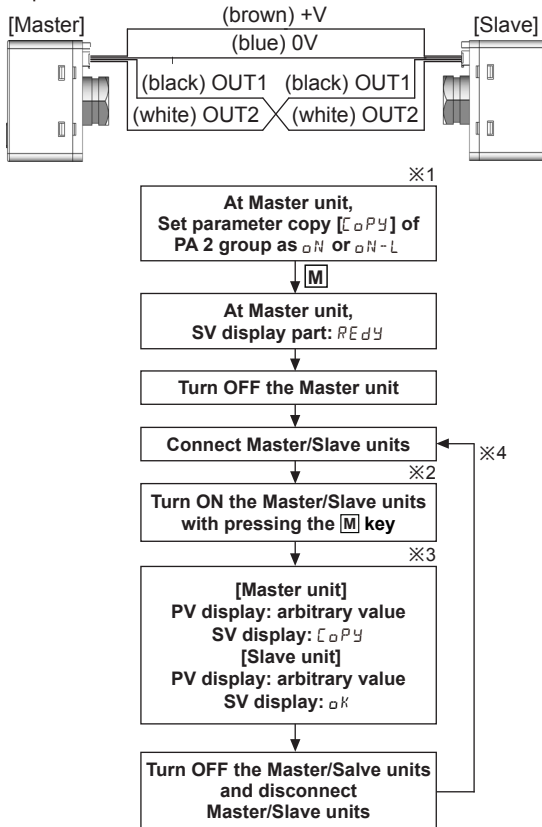 (brown) +V
[Master]
[Slave]
(blue) 0V
(black) OUT1 (black) OUT1
(white) OUT2 (white) OUT2
※1
At Master unit,
Set parameter copy [CoPY] of
PA 2 group as oN or oN-L
M
At Master unit,
SV display part: REdY
Turn OFF the Master unit
Connect Master/Slave units
※4
※2
Turn ON the Master/Slave units
with pressing the M key
※3
[Master unit]
PV display: arbitrary value
SV display: CoPY
[Slave unit]
PV display: arbitrary value
SV display: oK
Turn OFF the Master/Salve units
and disconnect
Master/Slave units